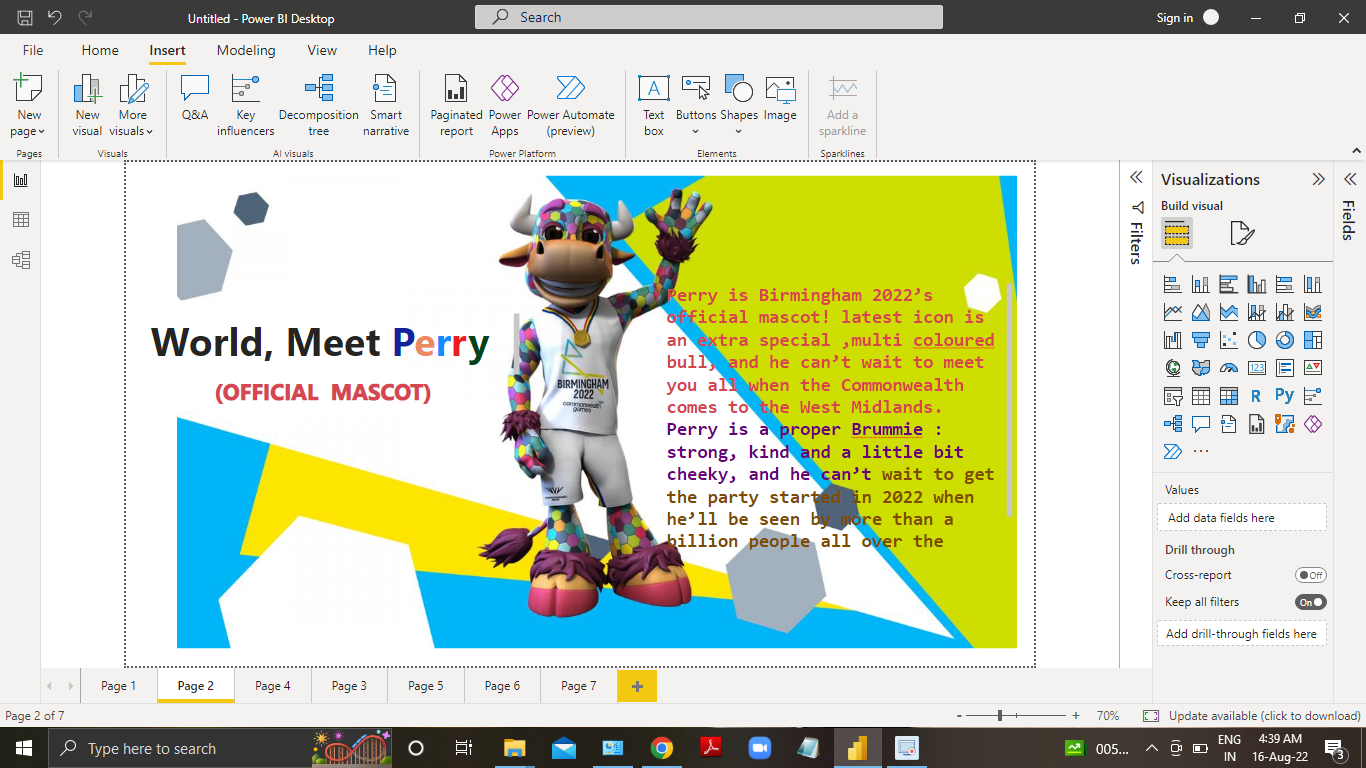 Untitled - Power BI Desktop
Search
Sign in
File Home Insert Modeling View Help
New page
New visual
More visuals
Q&A
Key influencers
Decomposition tree
Smart narrative
Paginated report
Power Apps
Power Automate (preview)
Text box
Buttons
Shapes
Image
Add a sparkline
Pages
Visuals
AI visuals
Power Platform
Elements
Sparklines
World, Meet Perry
(OFFICIAL MASCOT)
BIRMINGHAM
2022
commonwealth
games
Perry is Birmingham 2022’s
official mascot! latest icon is
an extra special ,multi coloured
bull, and he can’t wait to meet
you all when the Commonwealth
comes to the West Midlands.
Perry is a proper Brummie :
strong, kind and a little bit
cheeky, and he can’t wait to get
the party started in 2022 when
he’ll be seen by more than a
billion people all over the
Filters
Visualizations
Build visual
123
R Py
Values
Add data fields here
Drill through
Cross-report
Off
Keep all filters
On
Add drill-through fields here
Fields
Page 1 Page 2 Page 4 Page 3 Page 5 Page 6 Page 7
Page 2 of 7
70%
Update available (click to download)
Type here to search
005...
ENG
IN
4:39 AM
16-Aug-22
3